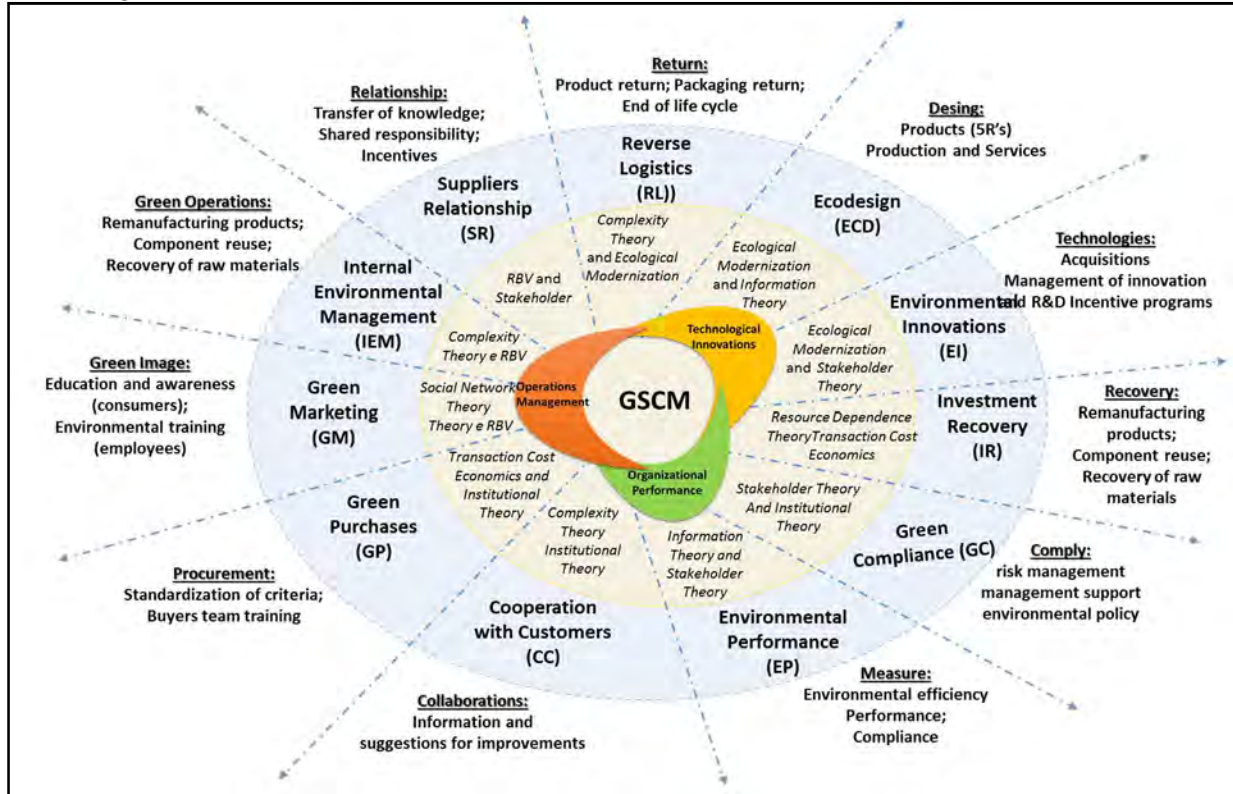 Return:
Product return; Packaging return;
End of life cycle
Relationship:
Transfer of knowledge;
Shared responsibility;
Incentives
Desing:
Products (5R's)
Production and Services
Green Operations:
Remanufacturing products;
Component reuse;
Recovery of raw materials
Technologies:
Acquisitions
Management of innovation
and R&D Incentive programs
Green Image:
Education and awareness
(consumers);
Environmental training
(employees)
Recovery:
Remanufacturing
products;
Component reuse;
Recovery of raw
materials
Procurement:
Standardization of criteria;
Buyers team training
Comply:
risk management
management support
environmental policy
Collaborations:
Information and
suggestions for improvements
Measure:
Environmental efficiency
Performance;
Compliance
Reverse
Logistics
(RL))
Suppliers
Relationship
(SR)
Ecodesign
(ECD)
Internal
Environmental
Management
(IEM)
Environmental
Innovations
(EI)
Green
Marketing
(GM)
Investment
Recovery
(IR)
Green
Purchases
(GP)
Green
Compliance (GC)
Cooperation
with Customers
(CC)
Environmental
Performance
(EP)
Complexity
Theory
and Ecological
Modernization
Ecological
Modernization
and Information
Theory
RBV and
Stakeholder
Ecological
Modernization
and Stakeholder
Theory
Complexity
Theory e RBV
Social Network
Theory
Theory e RBV
Resource Dependence
TheoryTransaction Cost
Economics
Transaction Cost
Economics and
Institutional
Theory
Stakeholder Theory
And Institutional
Theory
Complexity
Theory
Institutional
Theory
Information
Theory and
Stakeholder
Theory
Technological
Innovations
Operations
Management
GSCM
Organizational
Performance